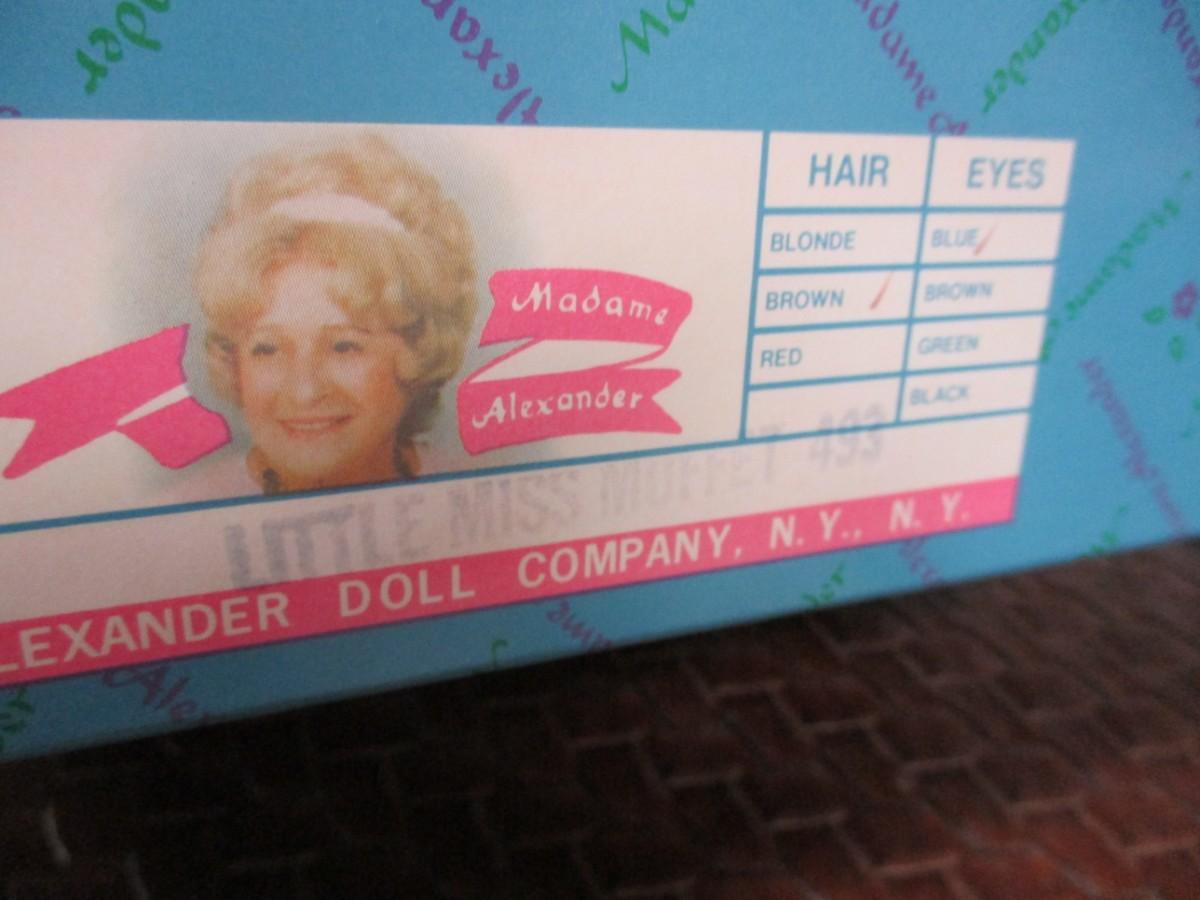 Madame
Alexander
HAIR EYES
BLONDE BLUE
BROWN BROWN
RED GREEN
BLACK
LITTLE MISS MUFFET 493
LEXANDER DOLL COMPANY, N. Y., N. Y.